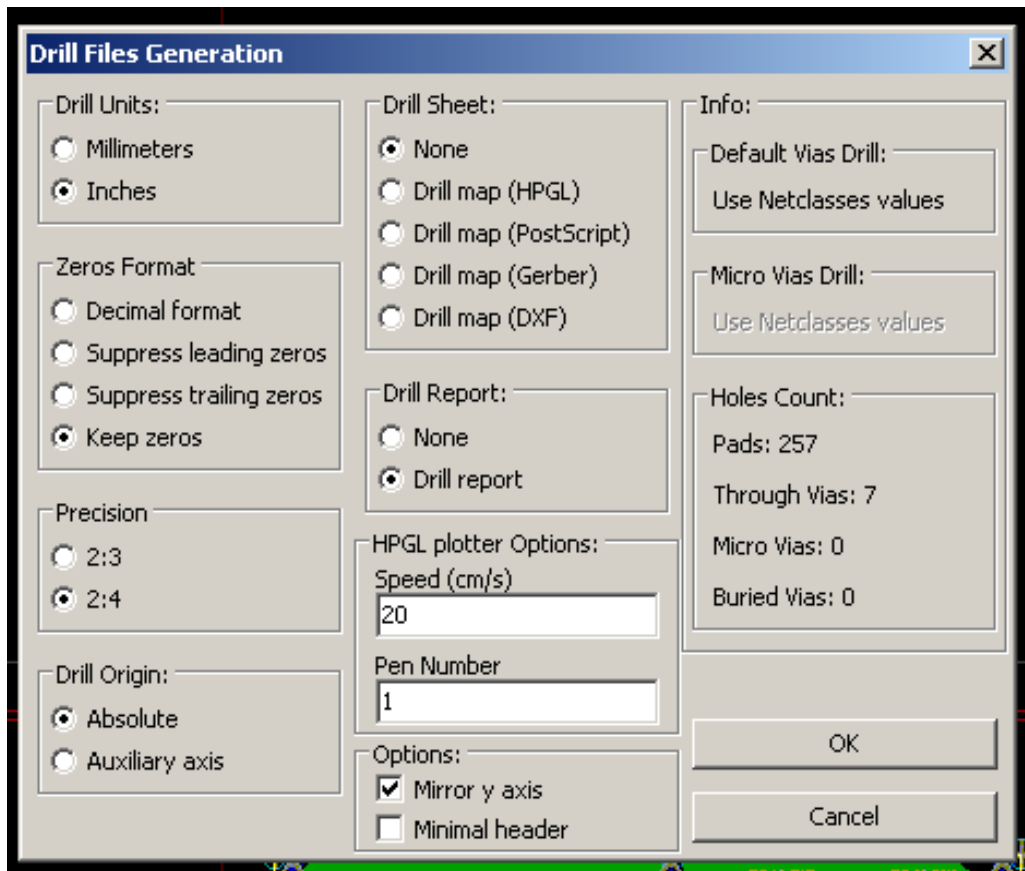 Drill Files Generation
Drill Units:
Millimeters
Inches
Zeros Format
Decimal format
Suppress leading zeros
Suppress trailing zeros
Keep zeros
Precision
2:3
2:4
Drill Origin:
Absolute
Auxiliary axis
Drill Sheet:
None
Drill map (HPGL)
Drill map (PostScript)
Drill map (Gerber)
Drill map (DXF)
Drill Report:
None
Drill report
HPGL plotter Options:
Speed (cm/s)
20
Pen Number
1
Options:
Mirror y axis
Minimal header
Info:
Default Vias Drill:
Use Netclasses values
Micro Vias Drill:
Use Netclasses values
Holes Count:
Pads: 257
Through Vias: 7
Micro Vias: 0
Buried Vias: 0
OK
Cancel